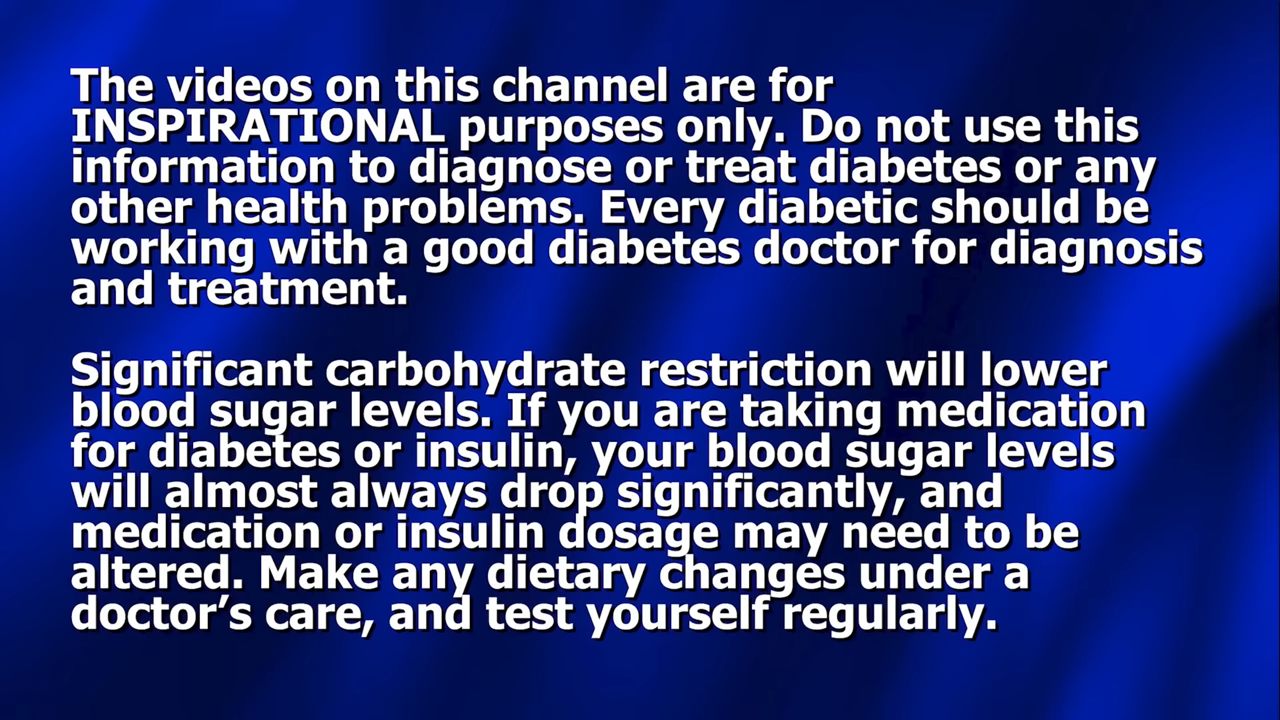 The videos on this channel are for
INSPIRATIONAL purposes only. Do not use this
information to diagnose or treat diabetes or any
other health problems. Every diabetic should be
working with a good diabetes doctor for diagnosis
and treatment.
Significant carbohydrate restriction will lower
blood sugar levels. If you are taking medication
for diabetes or insulin, your blood sugar levels
will almost always drop significantly, and
medication or insulin dosage may need to be
altered. Make any dietary changes under a
doctor’s care, and test yourself regularly.